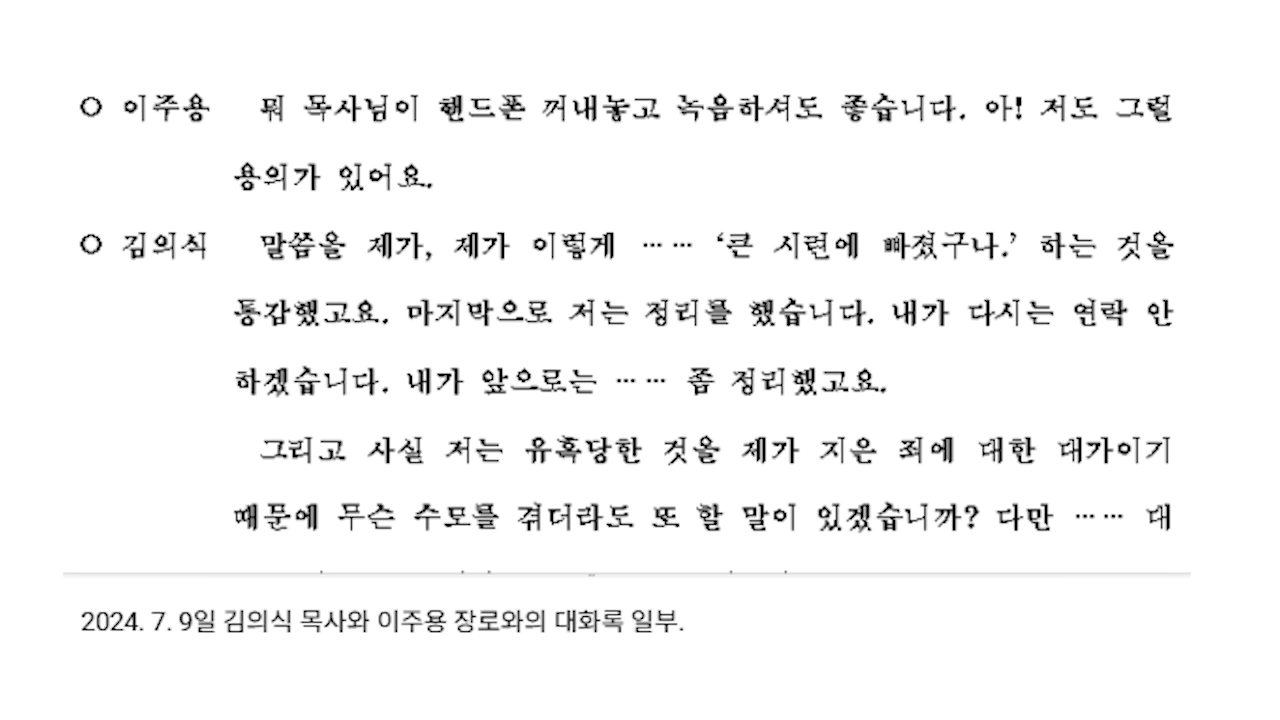 ○ 이주용 뭐 목사님이 핸드폰 꺼내놓고 녹음하셔도 좋습니다. 아! 저도 그럴
용의가 있어요.
○ 김의식 말씀을 제가, 제가 이렇게 …… ‘큰 시련에 빠졌구나.’ 하는 것을
통감했고요. 마지막으로 저는 정리를 했습니다. 내가 다시는 연락 안
하겠습니다. 내가 앞으로는 …… 좀 정리했고요.
그리고 사실 저는 유혹당한 것을 제가 지은 죄에 대한 대가이기
때문에 무슨 수모를 겪더라도 또 할 말이 있겠습니까? 다만 …… 대
2024. 7. 9일 김의식 목사와 이주용 장로와의 대화록 일부.